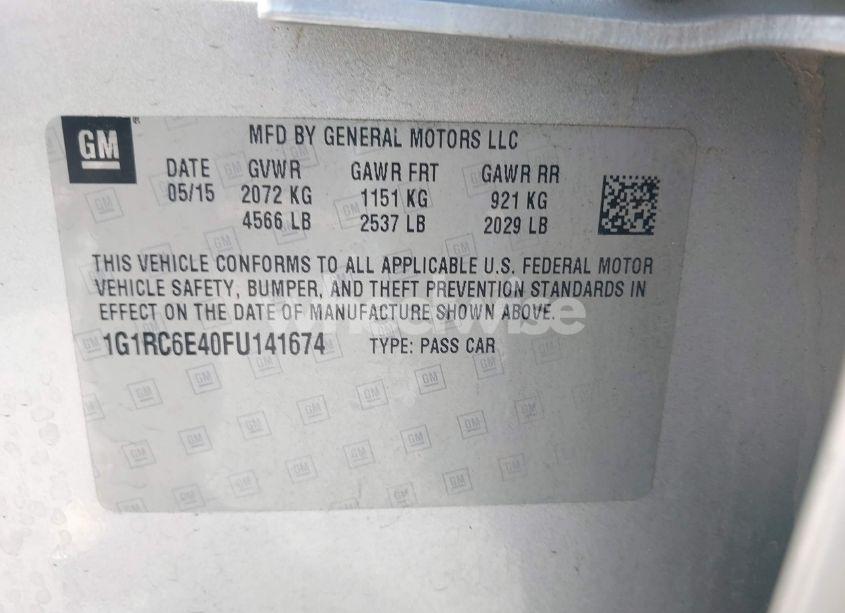 GM
MFD BY GENERAL MOTORS LLC
DATE GVWR GAWR FRT GAWR RR
05/15 2072 KG 1151 KG 921 KG
4566 LB 2537 LB 2029 LB
THIS VEHICLE CONFORMS TO ALL APPLICABLE U.S. FEDERAL MOTOR
VEHICLE SAFETY, BUMPER, AND THEFT PREVENTION STANDARDS IN
EFFECT ON THE DATE OF MANUFACTURE SHOWN ABOVE.
wheelwise
1G1RC6E40FU141674 TYPE: PASS CAR